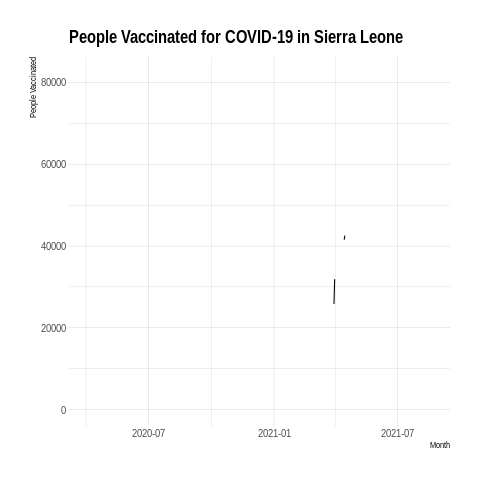 People Vaccinated for COVID-19 in Sierra Leone
People Vaccinated
80000
60000
40000
20000
0
2020-07 2021-01 2021-07
Month